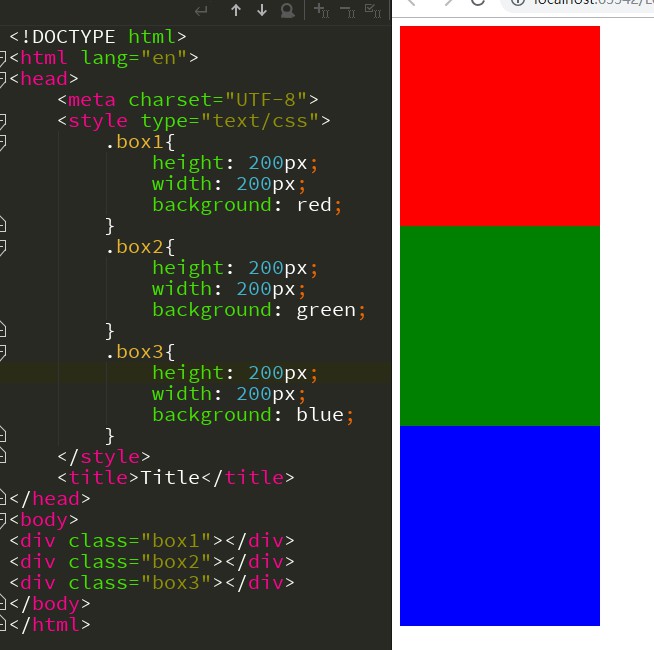 <!DOCTYPE html>
<html lang="en">
<head>
    <meta charset="UTF-8">
    <style type="text/css">
        .box1{
            height: 200px;
            width: 200px;
            background: red;
        }
        .box2{
            height: 200px;
            width: 200px;
            background: green;
        }
        .box3{
            height: 200px;
            width: 200px;
            background: blue;
        }
    </style>
    <title>Title</title>
</head>
<body>
<div class="box1"></div>
<div class="box2"></div>
<div class="box3"></div>
</body>
</html>